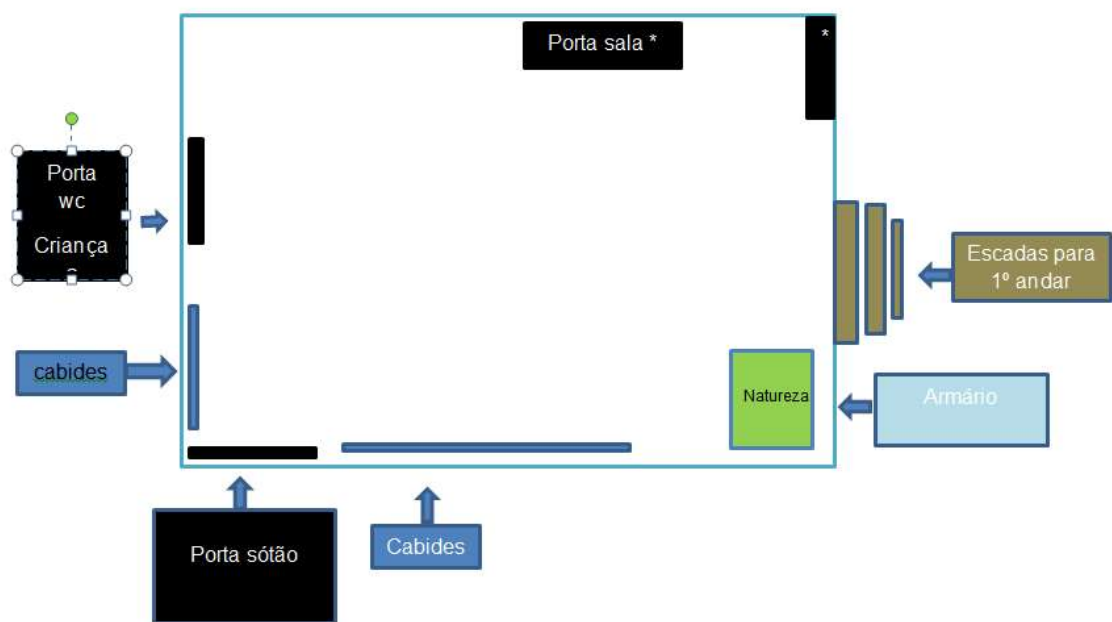 Porta sala *
*
Porta
wc
Criança
Escadas para
1º andar
cabides
Natureza
Armário
Porta sótão
Cabides